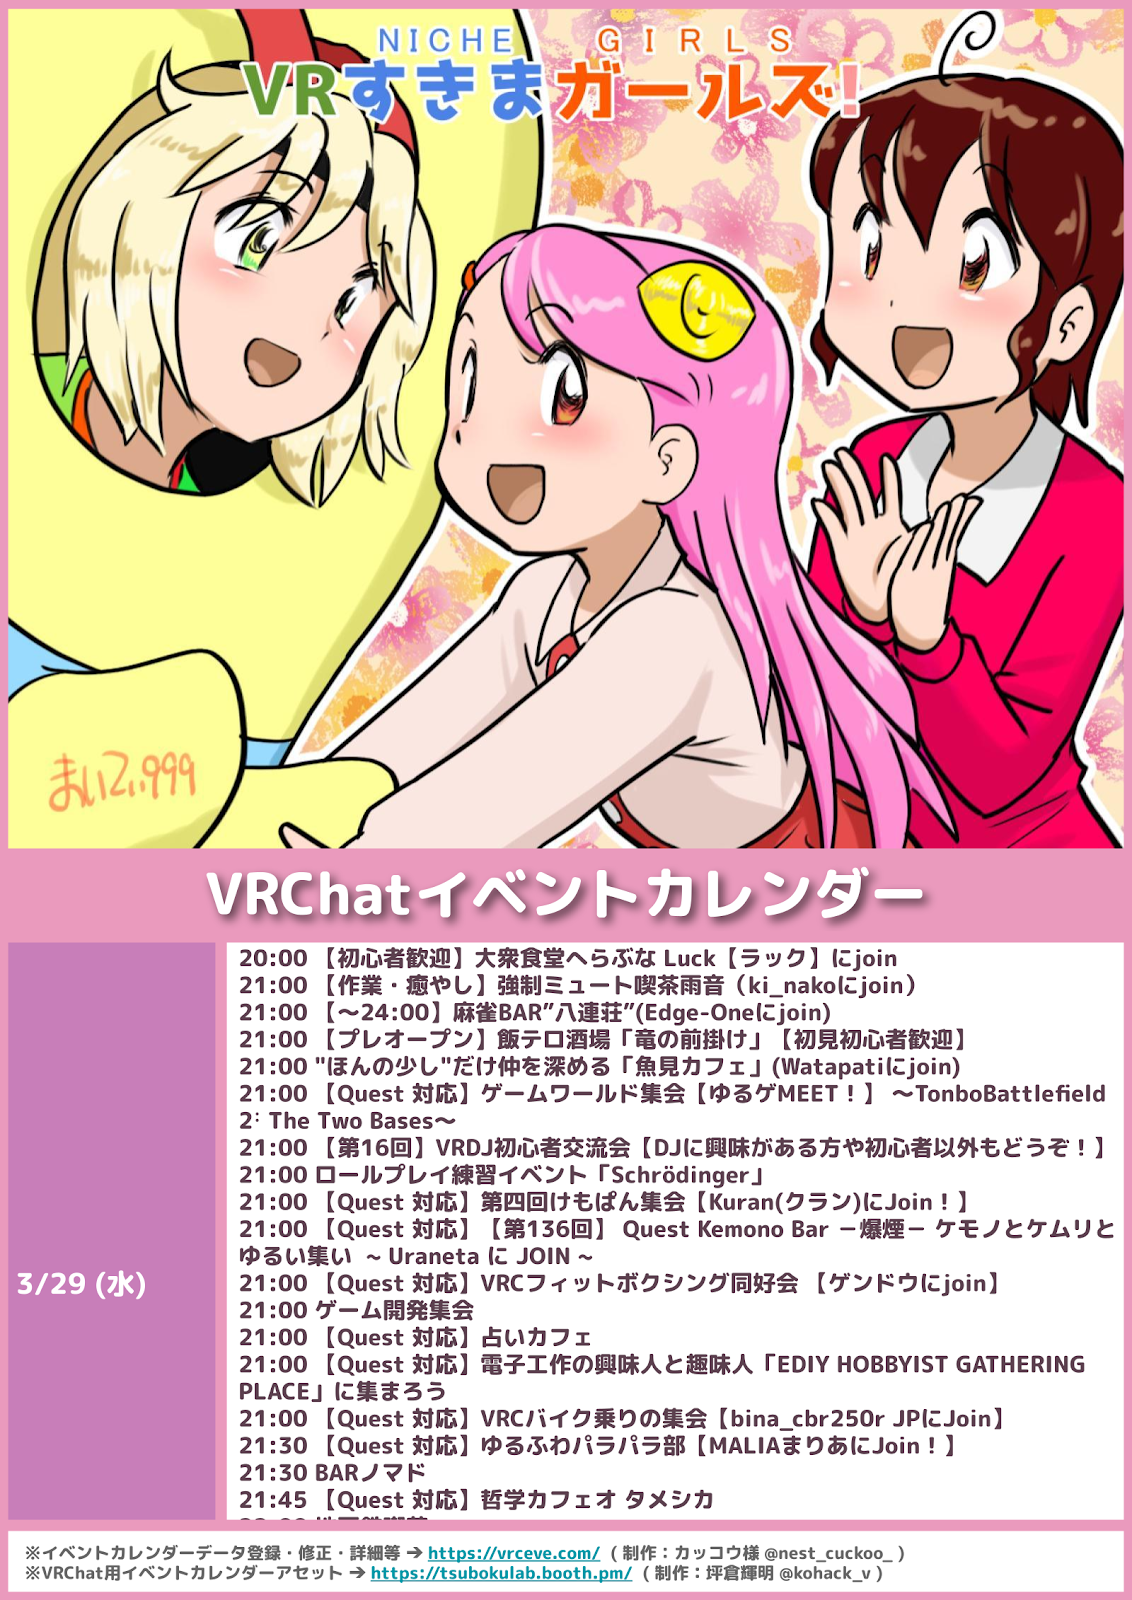 NICHE GIRLS
VRすきまガールズ!
まいてい999
VRChatイベントカレンダー
3/29 (水)
20:00 【初心者歓迎】大衆食堂へらぶな Luck【ラック】にjoin
21:00 【作業・癒やし】強制ミュート喫茶雨音（ki_nakoにjoin）
21:00 【～24:00】麻雀BAR”八連荘”(Edge-Oneにjoin)
21:00 【プレオープン】飯テロ酒場「竜の前掛け」【初見初心者歓迎】
21:00 "ほんの少し"だけ仲を深める「魚見カフェ」(Watapatiにjoin)
21:00 【Quest 対応】ゲームワールド集会【ゆるゲMEET！】 ～TonboBattlefield
2: The Two Bases～
21:00 【第16回】VRDJ初心者交流会【DJに興味がある方や初心者以外もどうぞ！】
21:00 ロールプレイ練習イベント「Schrödinger」
21:00 【Quest 対応】第四回けもぱん集会【Kuran(クラン)にJoin！】
21:00 【Quest 対応】【第136回】 Quest Kemono Bar －爆煙－ ケモノとケムリと
ゆるい集い ~ Uraneta に JOIN ~
21:00 【Quest 対応】VRCフィットボクシング同好会 【ゲンドウにjoin】
21:00 ゲーム開発集会
21:00 【Quest 対応】占いカフェ
21:00 【Quest 対応】電子工作の興味人と趣味人「EDIY HOBBYIST GATHERING
PLACE」に集まろう
21:00 【Quest 対応】VRCバイク乗りの集会【bina_cbr250r JPにJoin】
21:30 【Quest 対応】ゆるふわパラパラ部【MALIAまりあにJoin！】
21:30 BARノマド
21:45 【Quest 対応】哲学カフェオ タメシカ
※イベントカレンダーデータ登録・修正・詳細等 ➔ https://vrceve.com/ ( 制作：カッコウ様 @nest_cuckoo_ )
※VRChat用イベントカレンダーアセット ➔ https://tsubokulab.booth.pm/ ( 制作：坪倉輝明 @kohack_v )